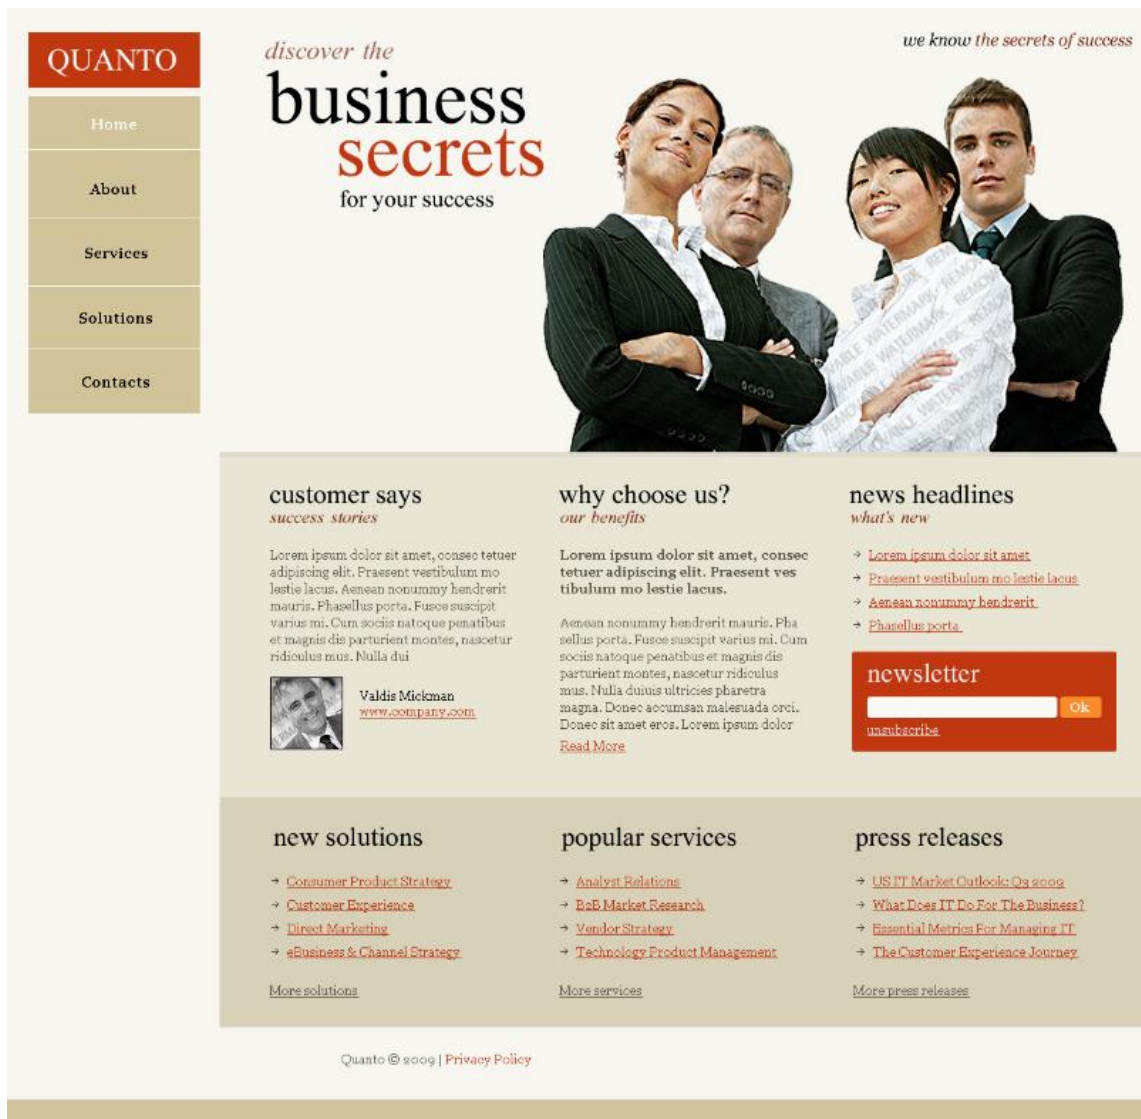 QUANTO
we know the secrets of success
discover the
business
secrets
for your success
Home
About
Services
Solutions
Contacts
customer says
success stories
Lorem ipsum dolor sit amet, consec tetuer
adipiscing elit. Praesent vestibulum mo
lestie lacus. Aenean nonummy hendrerit
mauris. Phasellus porta. Fusce suscipit
varius mi. Cum sociis natoque penatibus
et magnis dis parturient montes, nascetur
ridiculus mus. Nulla dui
Valdis Mickman
www.company.com
why choose us?
our benefits
Lorem ipsum dolor sit amet, consec
tetuer adipiscing elit. Praesent ves
tibulum mo lestie lacus.
Aenean nonummy hendrerit mauris. Pha
sellus porta. Fusce suscipit varius mi. Cum
sociis natoque penatibus et magnis dis
parturient montes, nascetur ridiculus
mus. Nulla duiuis ultricies pharetra
magna. Donec accumsan malesuada orci.
Donec sit amet eros. Lorem ipsum dolor
Read More
news headlines
what's new
Lorem ipsum dolor sit amet
Praesent vestibulum mo lestie lacus
Aenean nonummy hendrerit
Phasellus porta
newsletter
Ok
unsubscribe
new solutions
Consumer Product Strategy
Customer Experience
Direct Marketing
eBusiness & Channel Strategy
More solutions
popular services
Analyst Relations
B2B Market Research
Vendor Strategy
Technology Product Management
More services
press releases
US IT Market Outlook: Q3 2009
What Does IT Do For The Business?
Essential Metrics For Managing IT
The Customer Experience Journey
More press releases
Quanto © 2009 | Privacy Policy